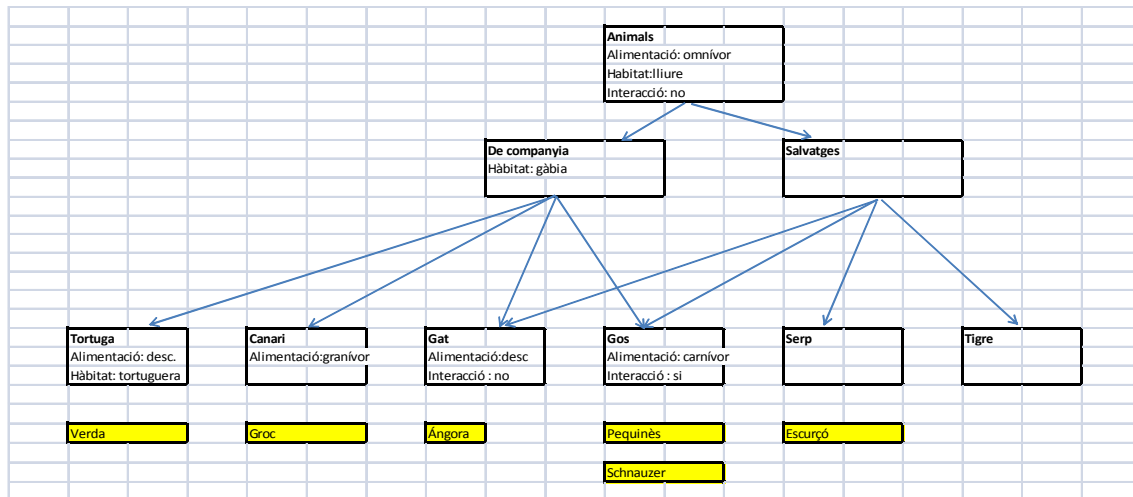 Animals
Alimentació: omnívor
Habitat:lliure
Interacció: no
De companyia
Hàbitat: gàbia
Salvatges
Tortuga
Alimentació: desc.
Hàbitat: tortuguera
Canari
Alimentació:granívor
Gat
Alimentació:desc
Interacció : no
Gos
Alimentació: carnívor
Interacció : si
Serp
Tigre
Verda
Groc
Ángora
Pequinès
Escurçó
Schnauzer